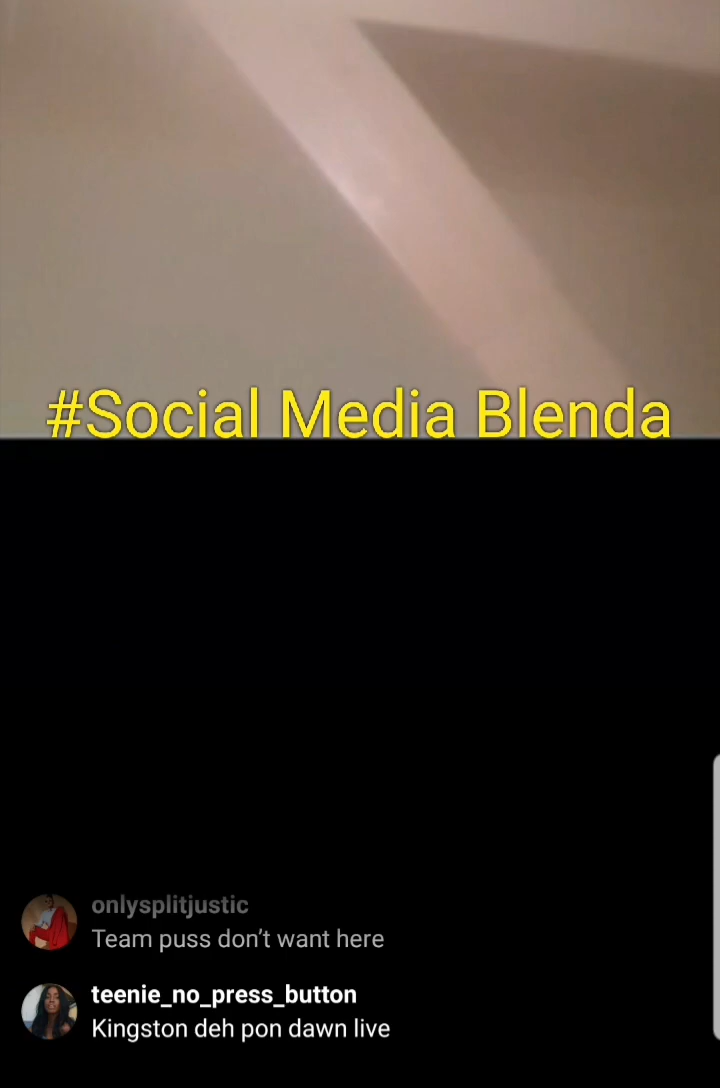 #Social Media Blenda
onlysplitjustic
Team puss don't want here
teenie_no_press_button
Kingston deh pon dawn live